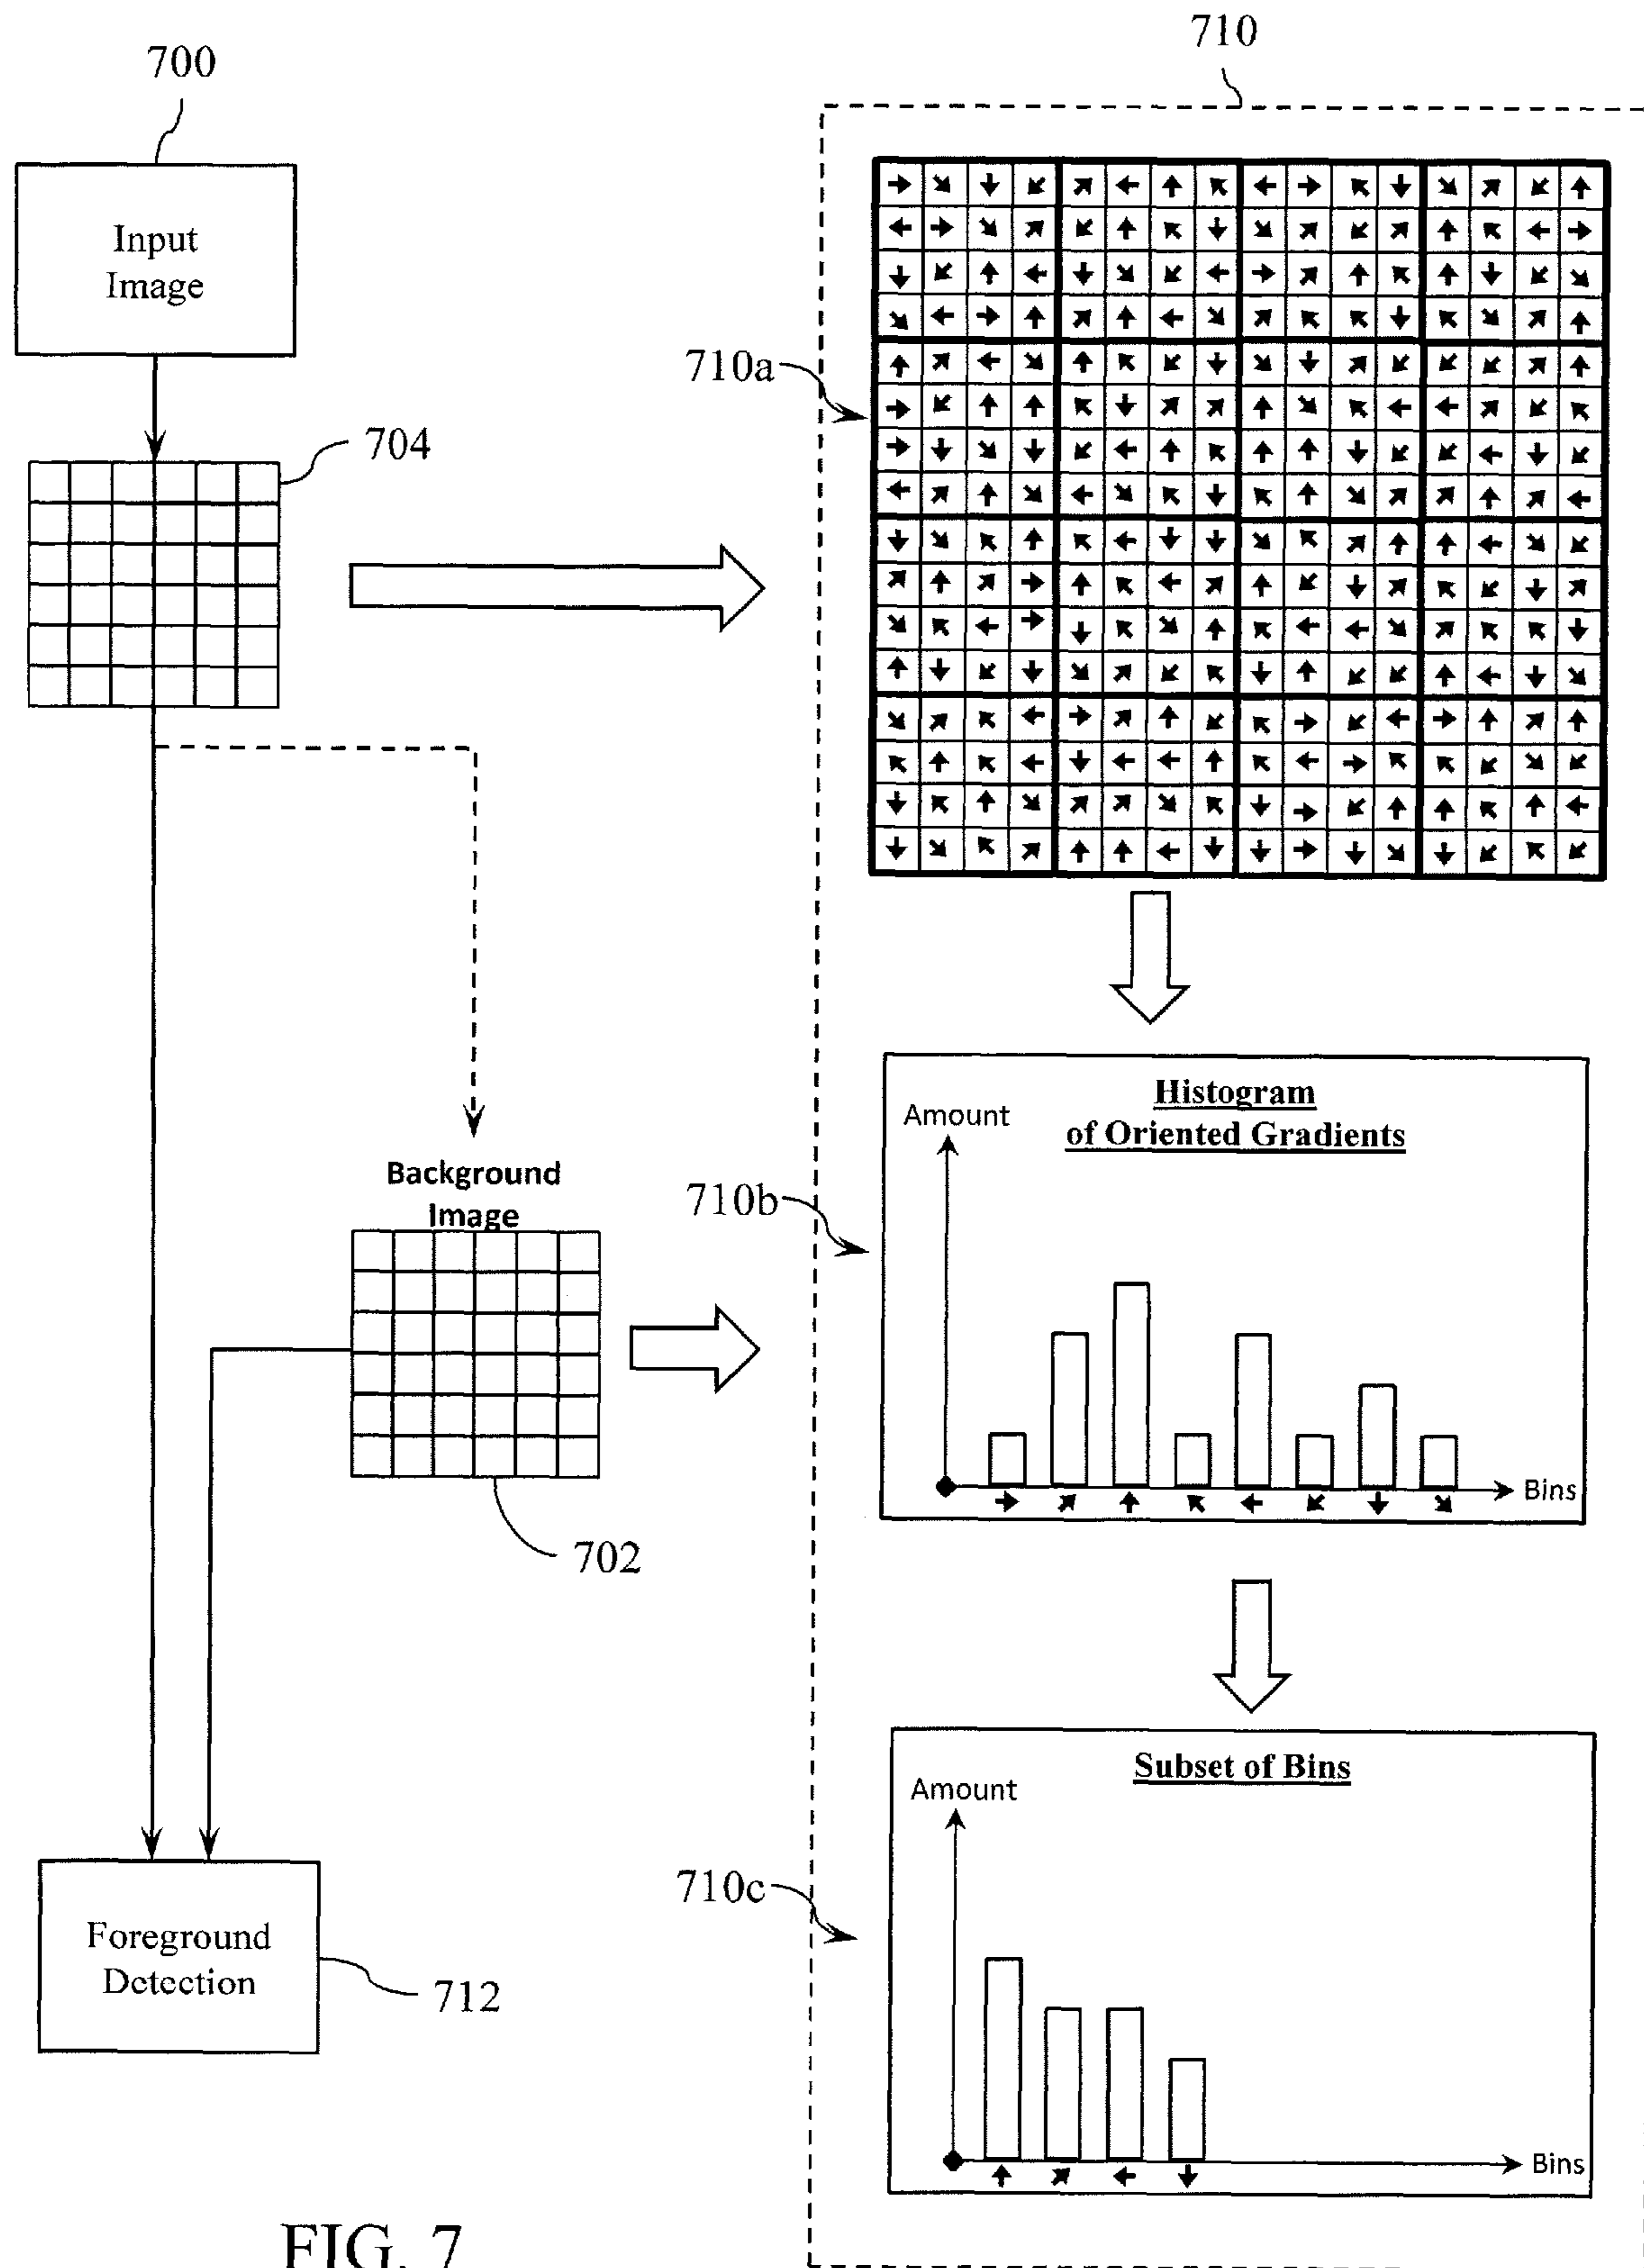 700
710
Input
Image
704
710a
Histogram
of Oriented Gradients
Amount
Background
Image
710b
Bins
702
Subset of Bins
Amount
710c
Foreground
Detection
712
Bins
FIG. 7